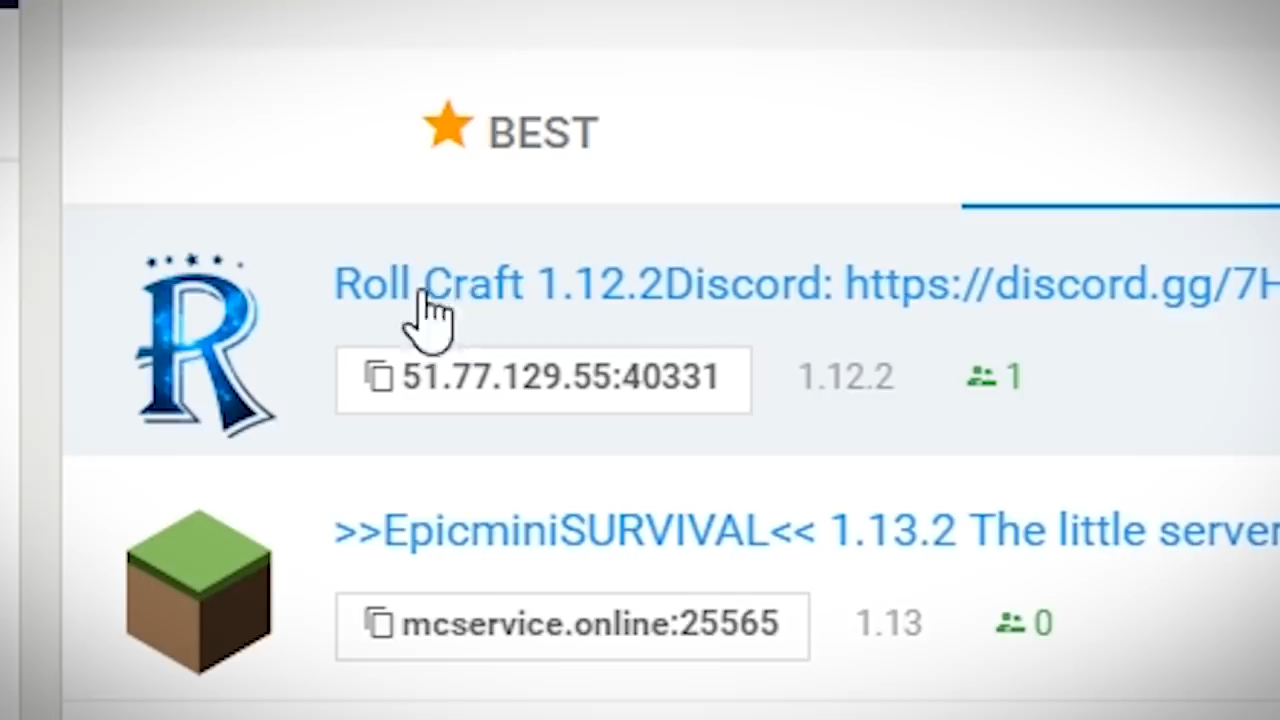 BEST
R
Roll Craft 1.12.2Discord: https://discord.gg/7H
51.77.129.55:40331 1.12.2 1
>>EpicminiSURVIVAL<< 1.13.2 The little server
mcservice.online:25565 1.13 0